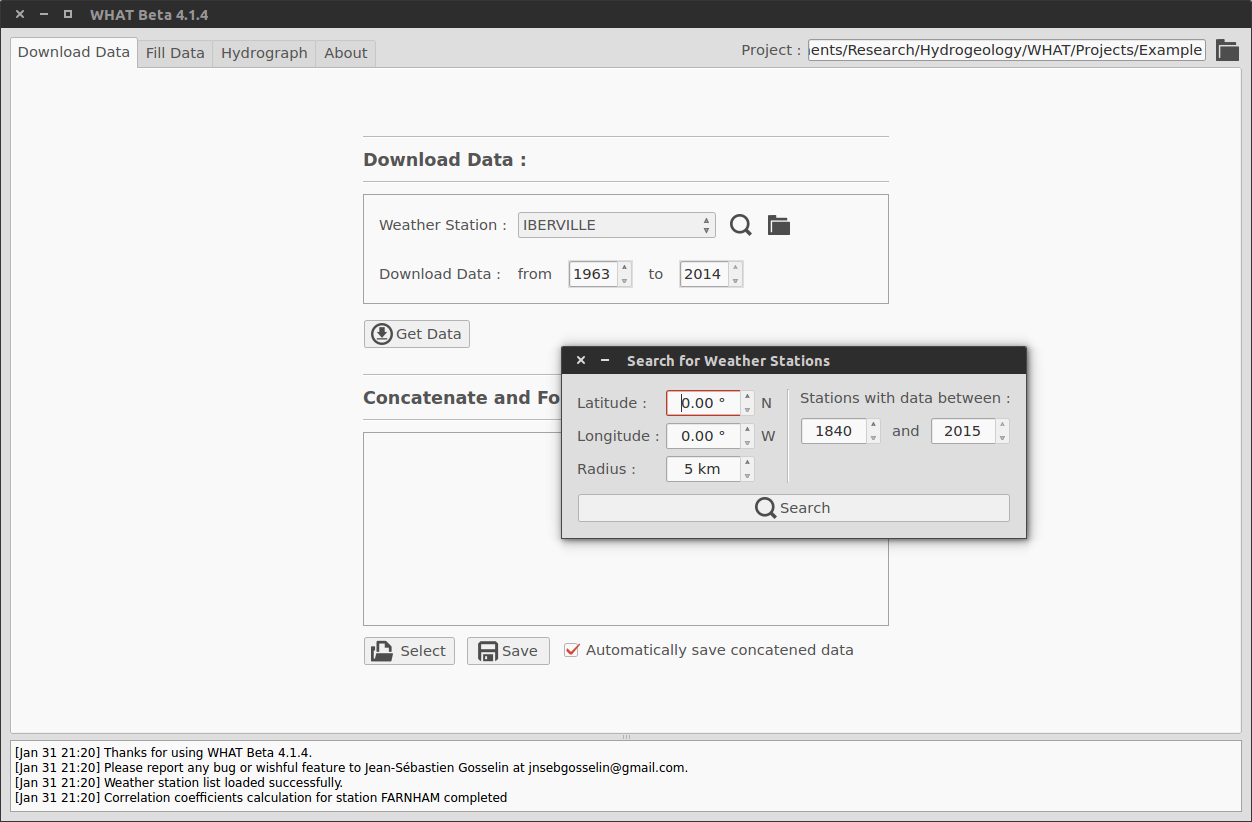 WHAT Beta 4.1.4
Download Data
Fill Data
Hydrograph
About
Project :
ents/Research/Hydrogeology/WHAT/Projects/Example
Download Data :
Weather Station :
IBERVILLE
Download Data :
from
1963
to
2014
Get Data
Concatenate and Fo
Search for Weather Stations
Latitude :
0.00 °
N
Longitude :
0.00 °
W
Radius :
5 km
Stations with data between :
1840
and
2015
Search
Select
Save
Automatically save concatened data
[Jan 31 21:20] Thanks for using WHAT Beta 4.1.4.
[Jan 31 21:20] Please report any bug or wishful feature to Jean-Sébastien Gosselin at jnsebgosselin@gmail.com.
[Jan 31 21:20] Weather station list loaded successfully.
[Jan 31 21:20] Correlation coefficients calculation for station FARNHAM completed